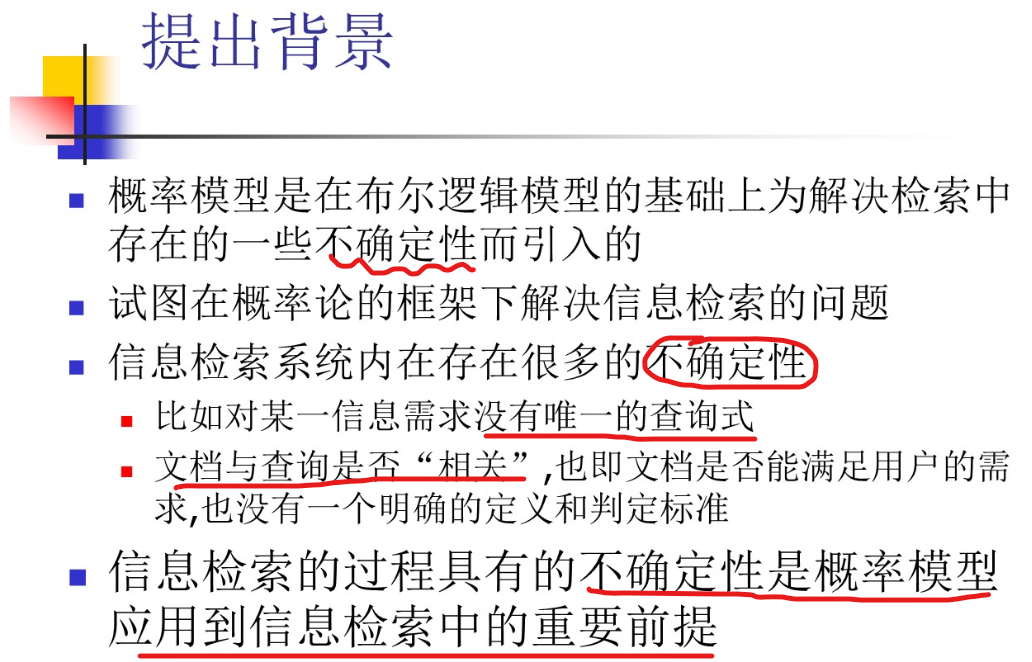 提出背景
概率模型是在布尔逻辑模型的基础上为解决检索中
存在的一些不确定性而引入的
试图在概率论的框架下解决信息检索的问题
信息检索系统内在存在很多的不确定性
比如对某一信息需求没有唯一的查询式
文档与查询是否“相关”,也即文档是否能满足用户的需
求,也没有一个明确的定义和判定标准
信息检索的过程具有的不确定性是概率模型
应用到信息检索中的重要前提